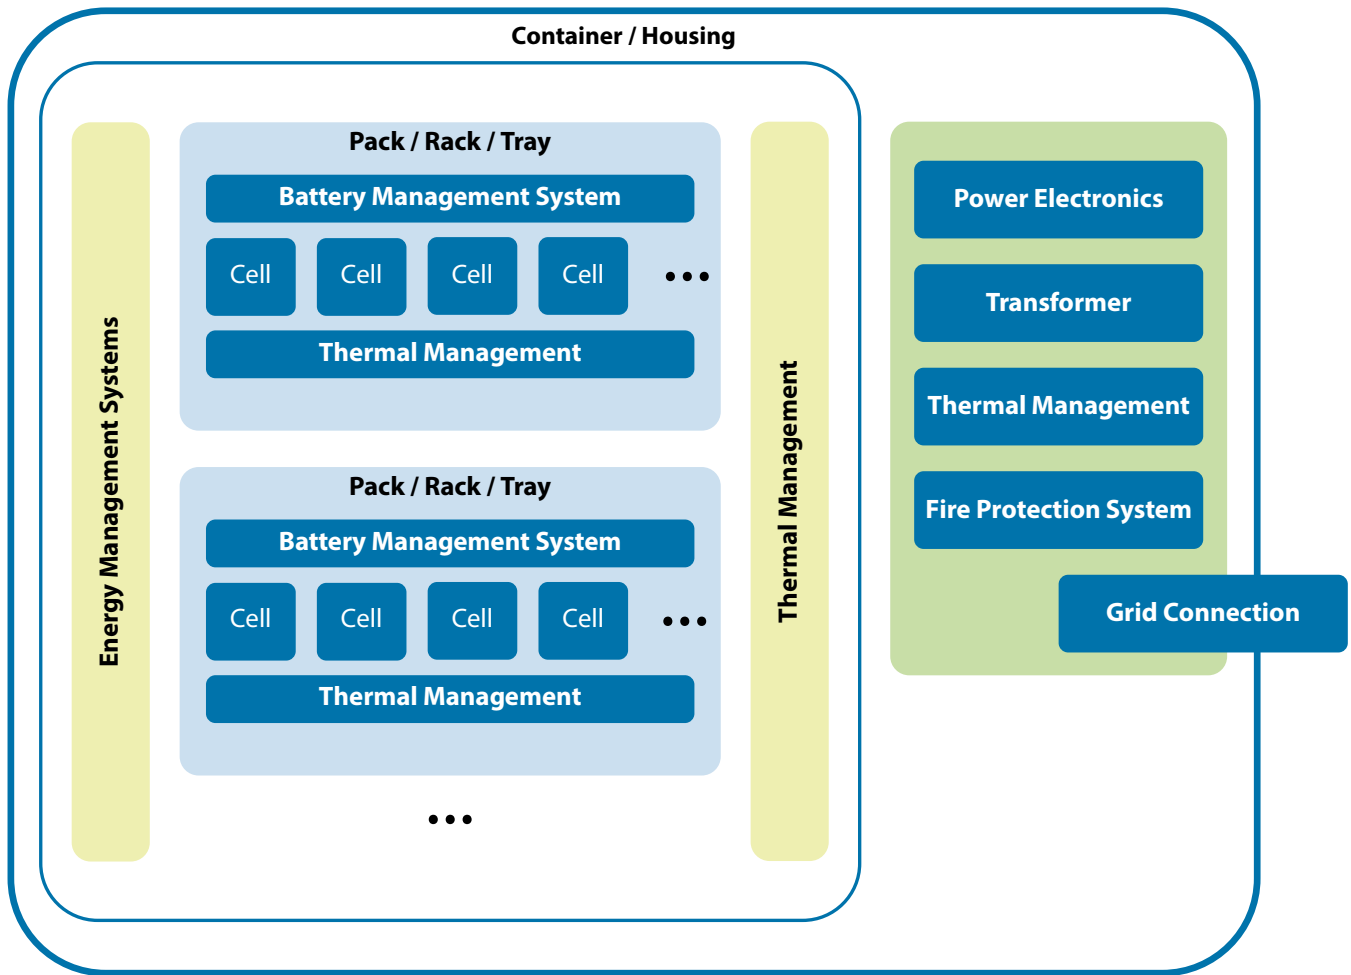 Container / Housing
Energy Management Systems
Pack / Rack / Tray
Battery Management System
Cell Cell Cell Cell ...
Thermal Management
Pack / Rack / Tray
Battery Management System
Cell Cell Cell Cell ...
Thermal Management
...
Thermal Management
Power Electronics
Transformer
Thermal Management
Fire Protection System
Grid Connection